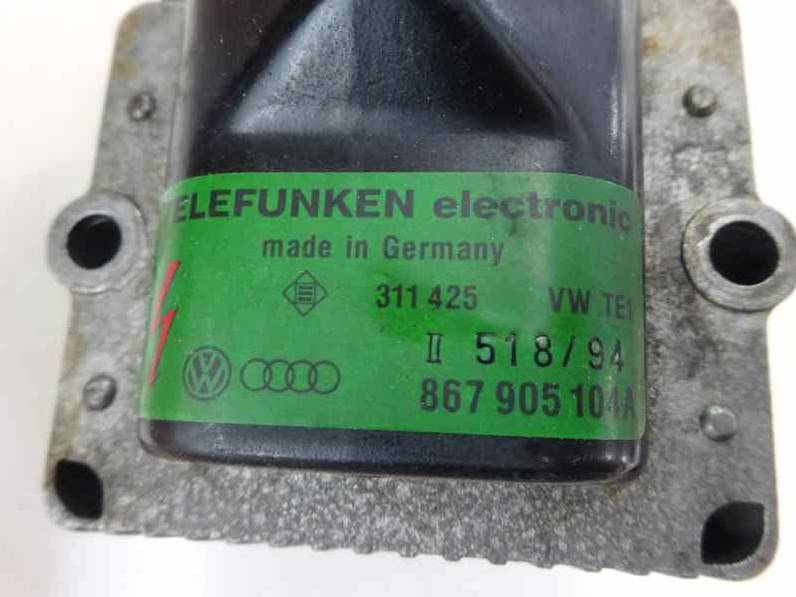 ELEFUNKEN electronic
made in Germany
311 425 VW TE1
II 518/94
867 905 104A